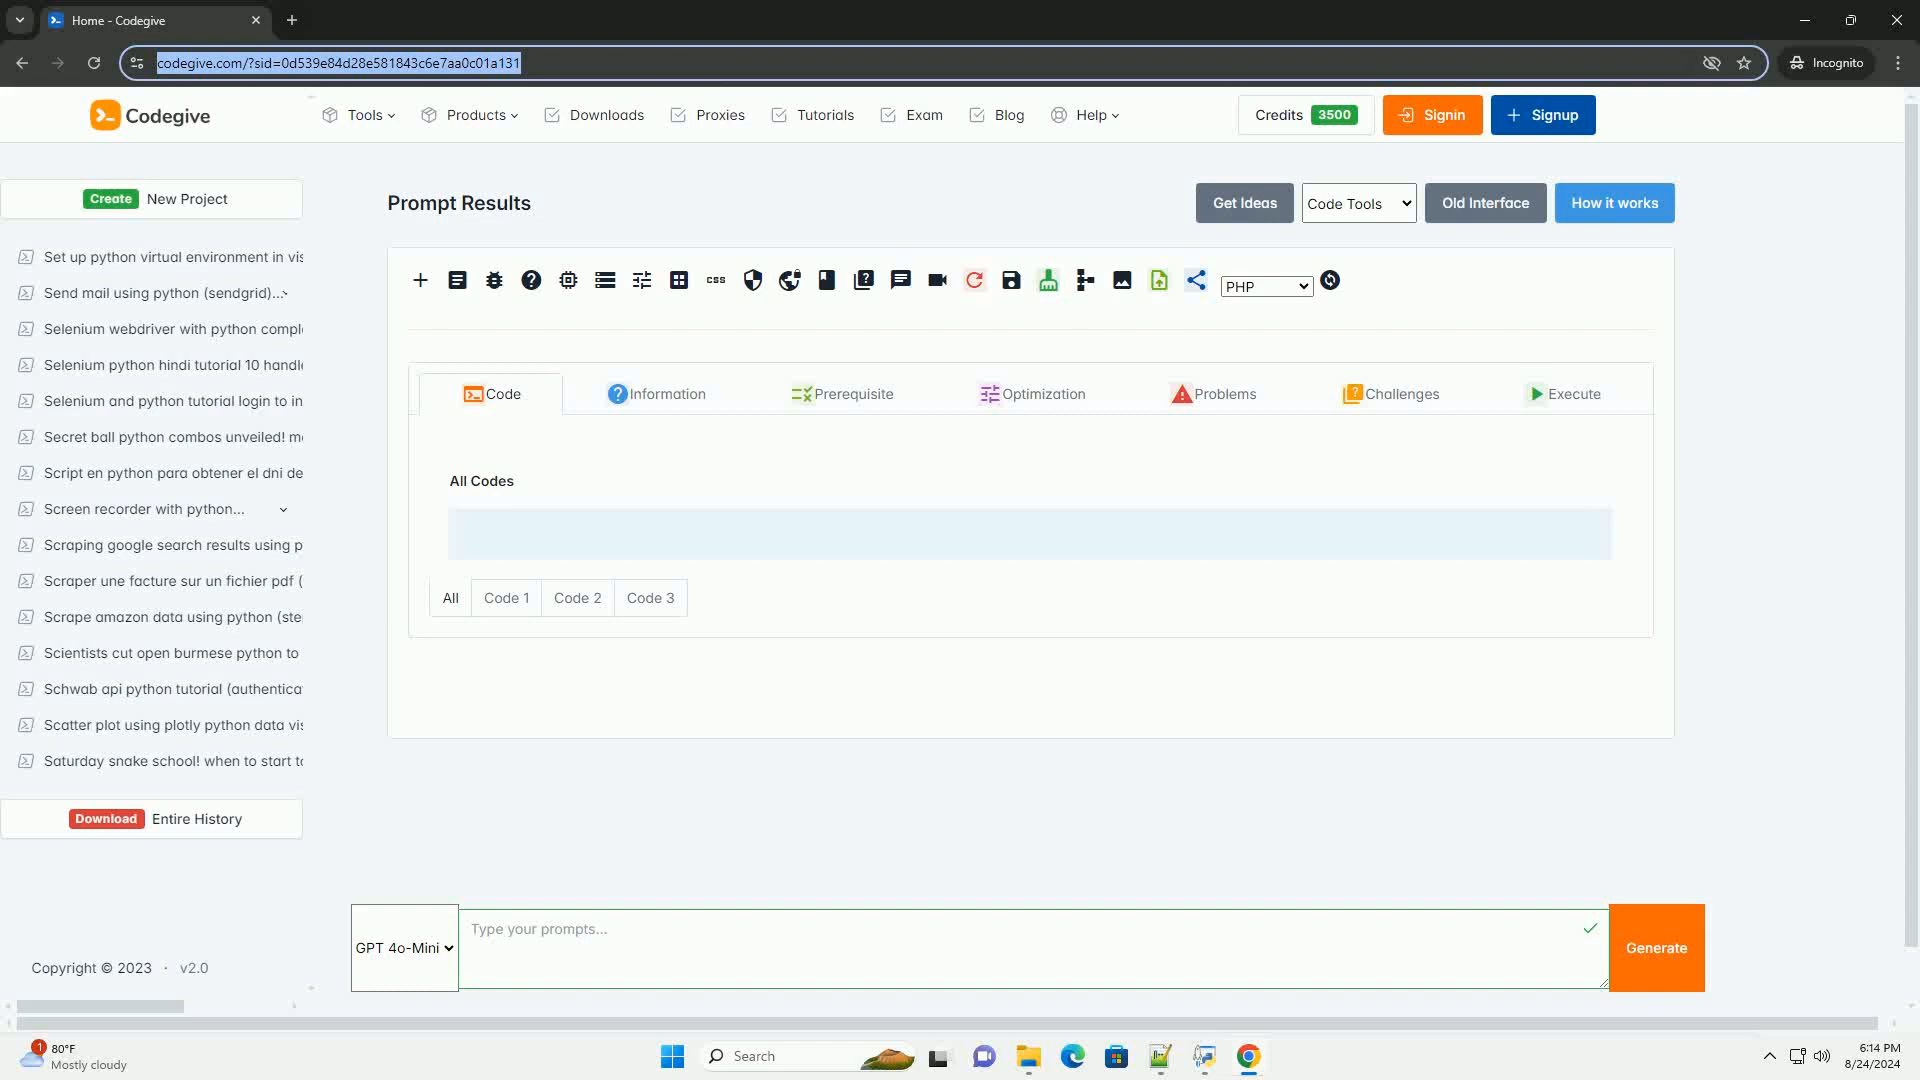 Home - Codegive
codegive.com/?sid=0d539e84d28e581843c6e7aa0c01a131
Incognito
Codegive
Tools
Products
Downloads
Proxies
Tutorials
Exam
Blog
Help
Credits 3500
Signin
Signup
Create New Project
Set up python virtual environment in vis
Send mail using python (sendgrid)...
Selenium webdriver with python compl
Selenium python hindi tutorial 10 handl
Selenium and python tutorial login to in
Secret ball python combos unveiled! m
Script en python para obtener el dni de
Screen recorder with python...
Scraping google search results using p
Scraper une facture sur un fichier pdf (
Scrape amazon data using python (ste
Scientists cut open burmese python to
Schwab api python tutorial (authentica
Scatter plot using plotly python data vis
Saturday snake school! when to start to
Download Entire History
Copyright © 2023 · v2.0
Prompt Results
Get Ideas
Code Tools
Old Interface
How it works
css
PHP
Code
Information
Prerequisite
Optimization
Problems
Challenges
Execute
All Codes
All
Code 1
Code 2
Code 3
GPT 4o-Mini
Type your prompts...
Generate
1
80°F
Mostly cloudy
Search
6:14 PM
8/24/2024